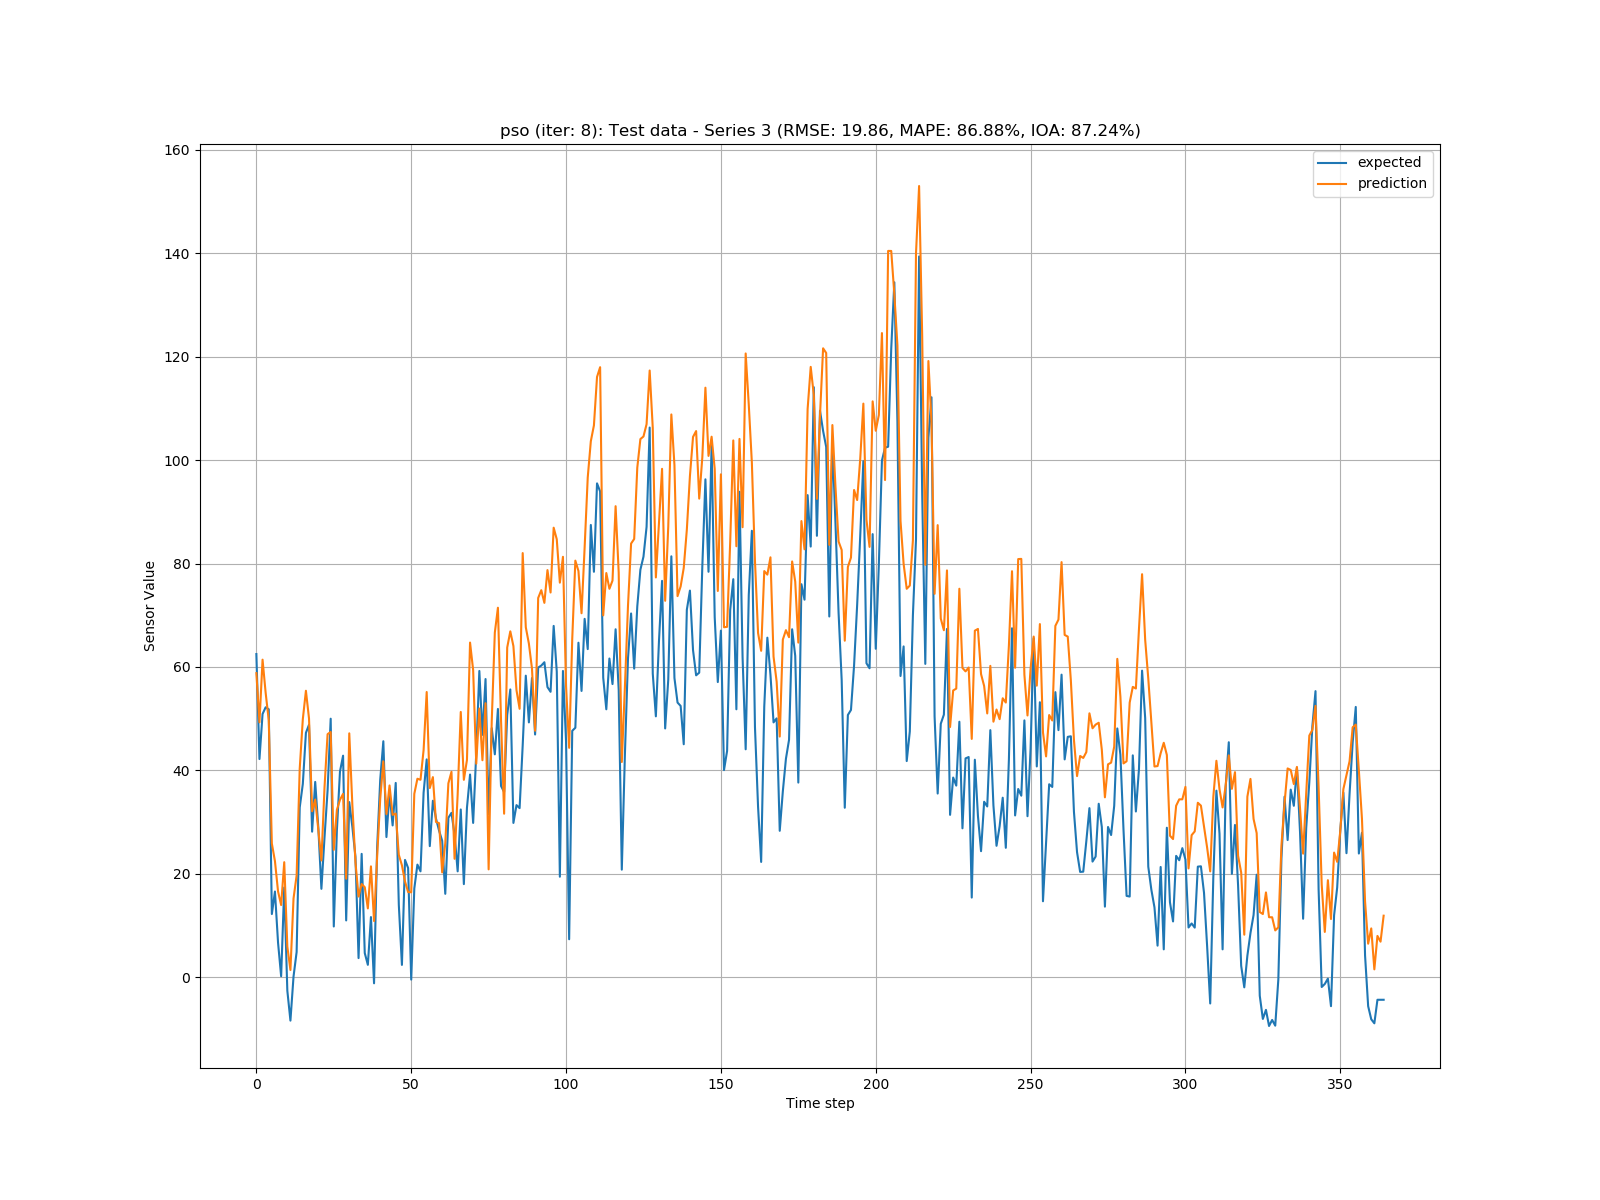 pso (iter: 8): Test data - Series 3 (RMSE: 19.86, MAPE: 86.88%, IOA: 87.24%)
expected
prediction
160
140
120
100
80
60
40
20
0
Sensor Value
0 50 100 150 200 250 300 350
Time step